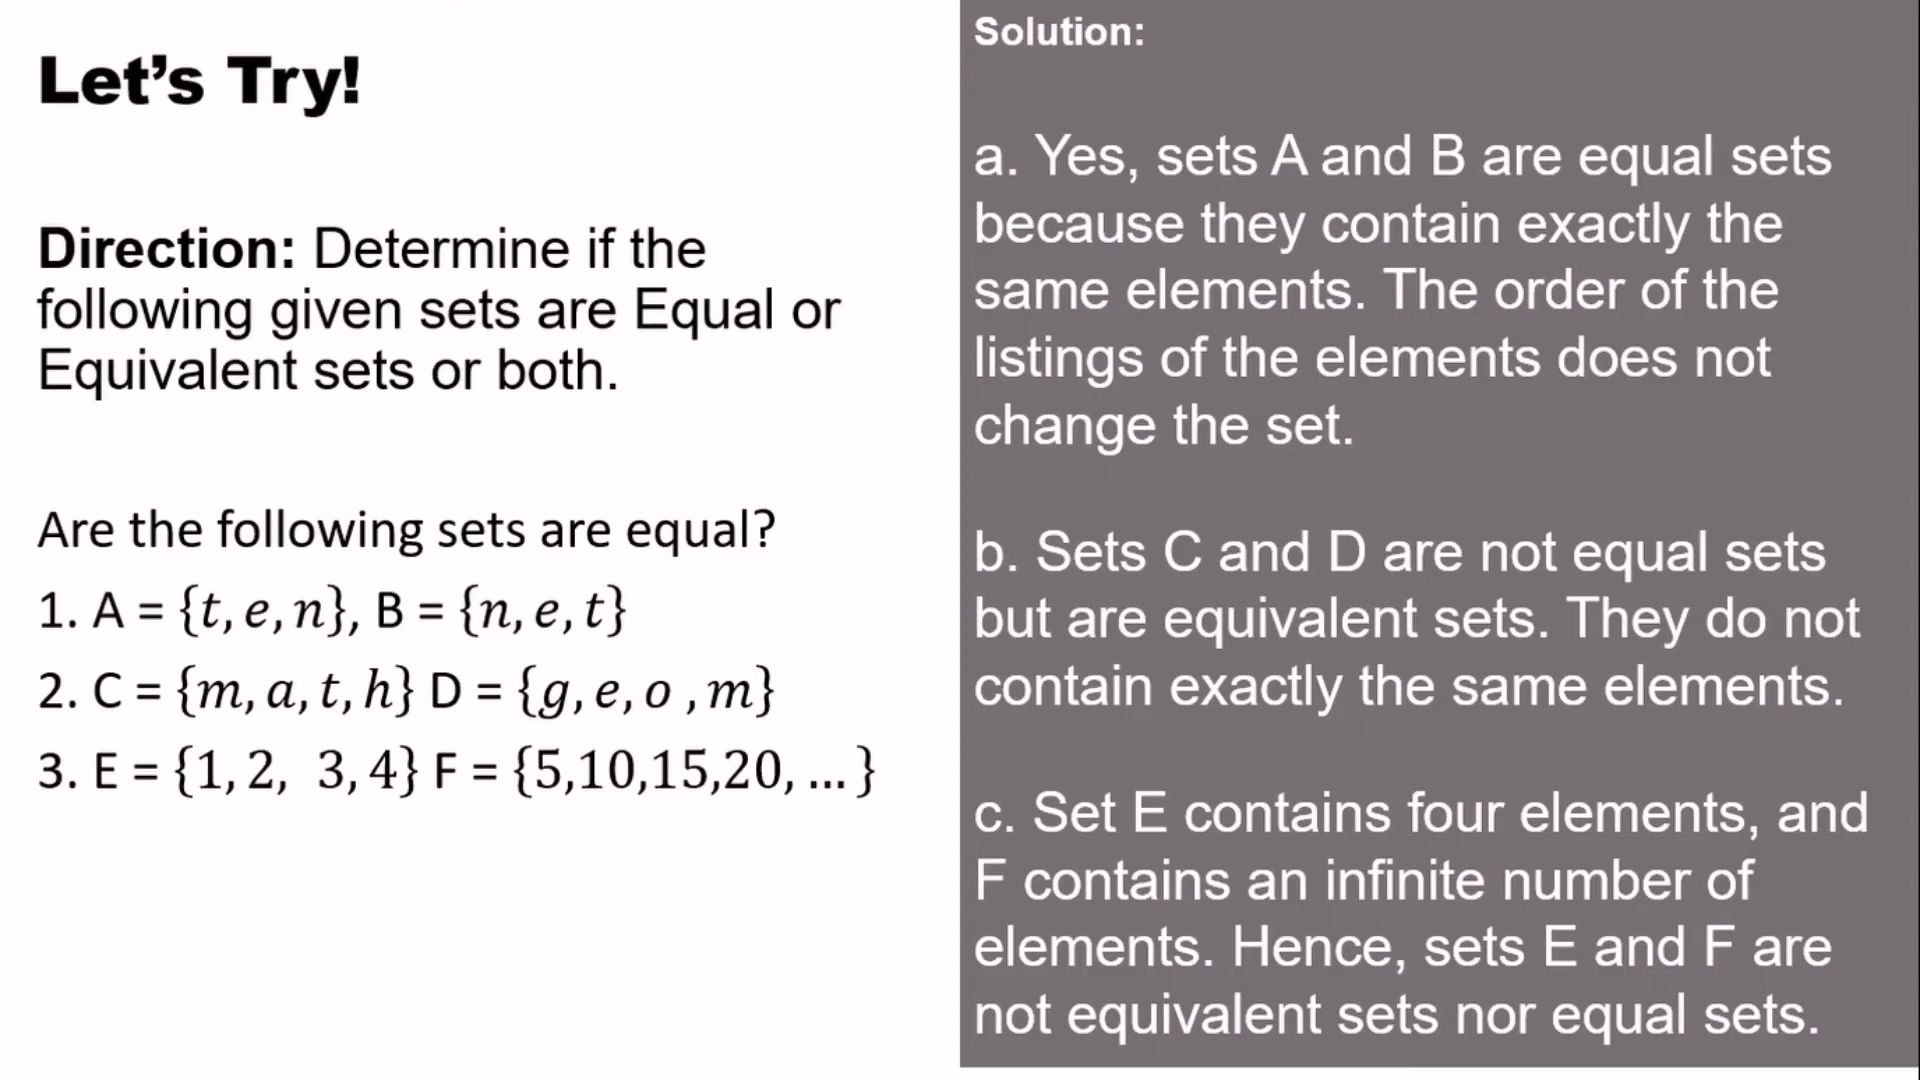 Let’s Try!
Direction: Determine if the
following given sets are Equal or
Equivalent sets or both.
Are the following sets are equal?
1. A = {t, e, n}, B = {n, e, t}
2. C = {m, a, t, h} D = {g, e, o , m}
3. E = {1, 2, 3, 4} F = {5,10,15,20, ... }
Solution:
a. Yes, sets A and B are equal sets
because they contain exactly the
same elements. The order of the
listings of the elements does not
change the set.
b. Sets C and D are not equal sets
but are equivalent sets. They do not
contain exactly the same elements.
c. Set E contains four elements, and
F contains an infinite number of
elements. Hence, sets E and F are
not equivalent sets nor equal sets.